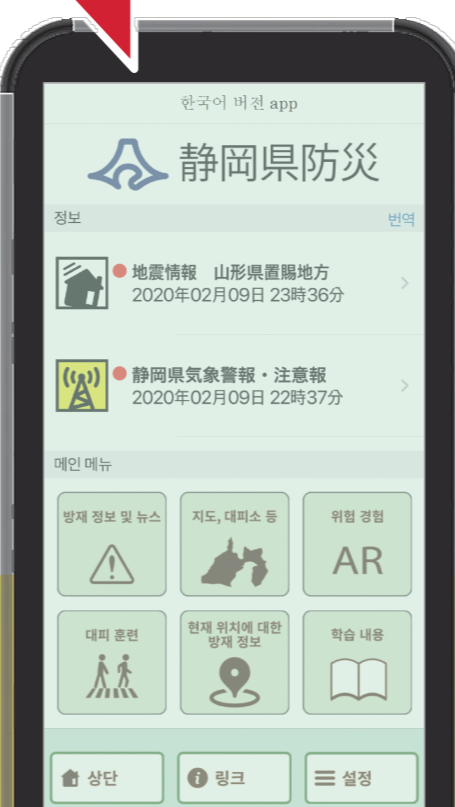 한국어 버전 app
静岡県防災
정보
번역
地震情報　山形県置賜地方
2020年02月09日 23時36分
静岡県気象警報・注意報
2020年02月09日 22時37分
메인 메뉴
방재 정보 및 뉴스
지도, 대피소 등
위험 경험
AR
대피 훈련
현재 위치에 대한
방재 정보
학습 내용
상단
링크
설정